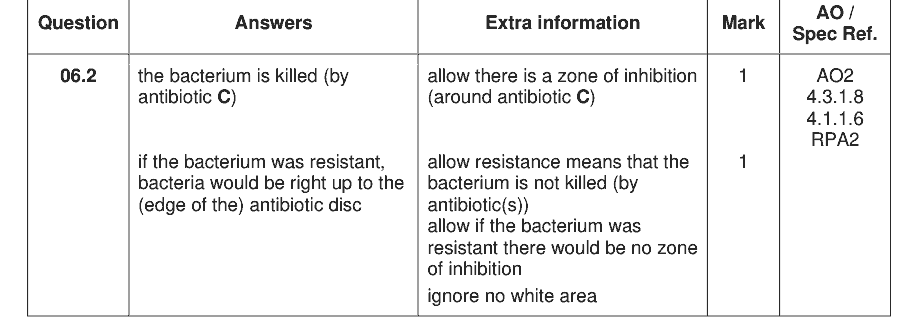 Question Answers Extra information Mark AO /
Spec Ref.
06.2 the bacterium is killed (by allow there is a zone of inhibition 1 AO2
antibiotic C) (around antibiotic C) 4.3.1.8
4.1.1.6
RPA2
if the bacterium was resistant, allow resistance means that the 1
bacteria would be right up to the bacterium is not killed (by
(edge of the) antibiotic disc antibiotic(s))
allow if the bacterium was
resistant there would be no zone
of inhibition
ignore no white area